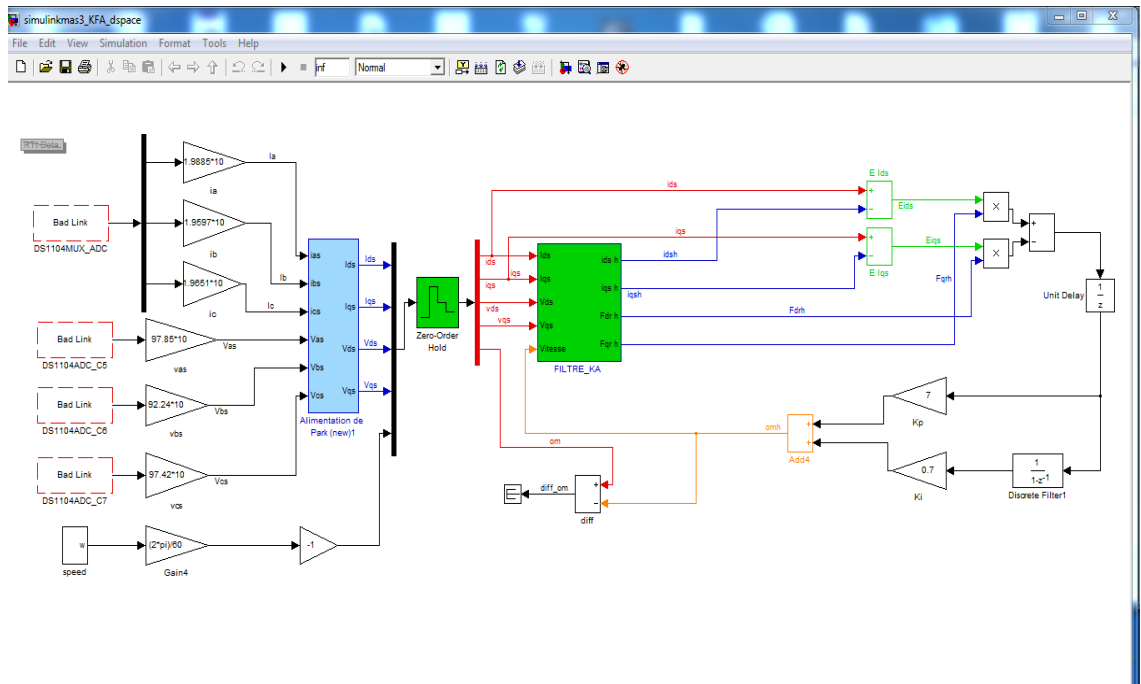 simulinkmas3_KFA_dspace
File Edit View Simulation Format Tools Help
inf Normal
RTI Data
Bad Link
DS1104MUX_ADC
1.9885*10
Ia
ia
1.9597*10
Ib
ib
1.9651*10
Ic
ic
Bad Link
DS1104ADC_C5
97.85*10
Vas
vas
Bad Link
DS1104ADC_C6
92.24*10
Vbs
vbs
Bad Link
DS1104ADC_C7
97.42*10
Vcs
vcs
w
speed
(2*pi)/60
Gain4
-1
ias
ibs
ics
Vas
Vbs
Vcs
Ids
Iqs
Vds
Vqs
Alimentation de
Park (new)1
Ids
Iqs
Vds
Vqs
Zero-Order
Hold
ids
iqs
vds
vqs
ids
iqs
iqs
Ids
Iqs
Vds
Vqs
Vitesse
ids h
iqs h
Fdr h
Fqr h
FILTRE_KA
idsh
iqsh
Fdrh
Fqrh
E Ids
+
−
Eids
+
−
E Iqs
Eiqs
×
×
+
−
Unit Delay
1
z
7
Kp
0.7
Ki
1
1-z-1
Discrete Filter1
+
+
Add4
omh
om
+
−
diff
diff_om